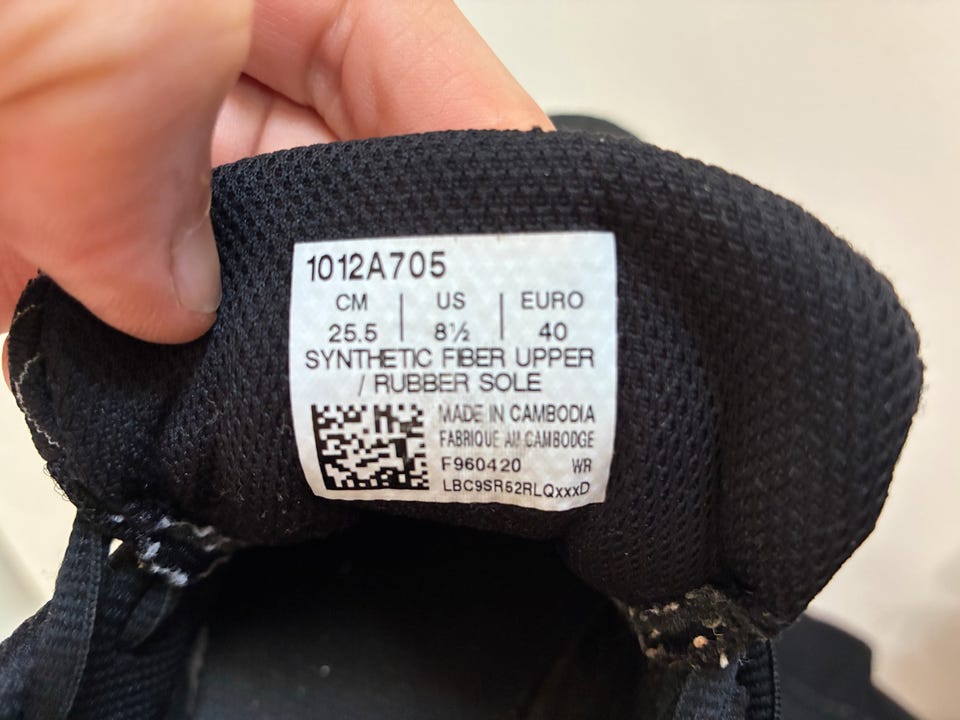 1012A705
CM | US | EURO
25.5 | 8½ | 40
SYNTHETIC FIBER UPPER
/ RUBBER SOLE
MADE IN CAMBODIA
FABRIQUE AU CAMBODGE
F960420 WR
LBC9SR52RLQxxxD